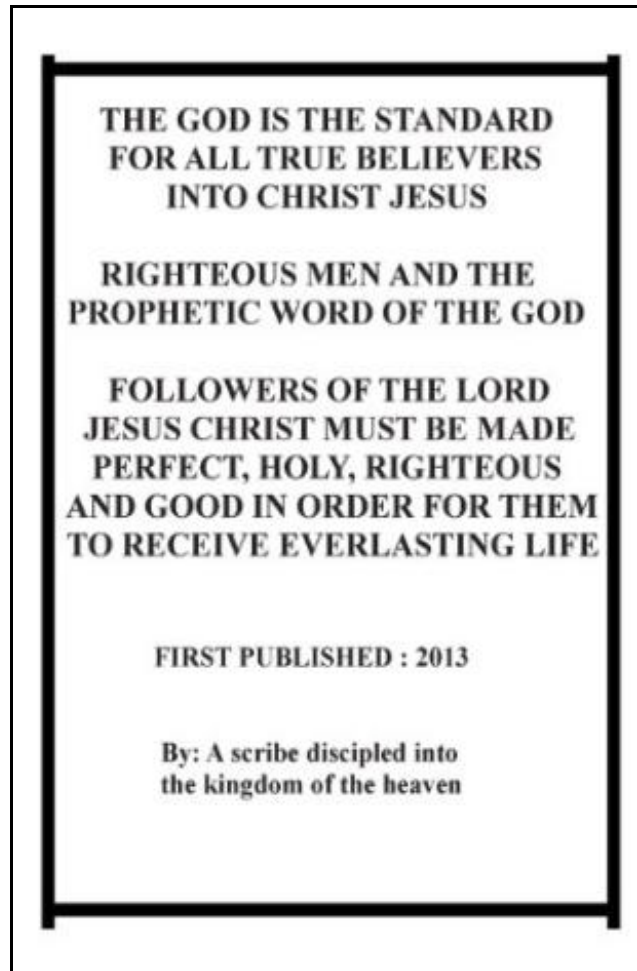 THE GOD IS THE STANDARD
FOR ALL TRUE BELIEVERS
INTO CHRIST JESUS
RIGHTEOUS MEN AND THE
PROPHETIC WORD OF THE GOD
FOLLOWERS OF THE LORD
JESUS CHRIST MUST BE MADE
PERFECT, HOLY, RIGHTEOUS
AND GOOD IN ORDER FOR THEM
TO RECEIVE EVERLASTING LIFE
FIRST PUBLISHED : 2013
By: A scribe discipled into
the kingdom of the heaven